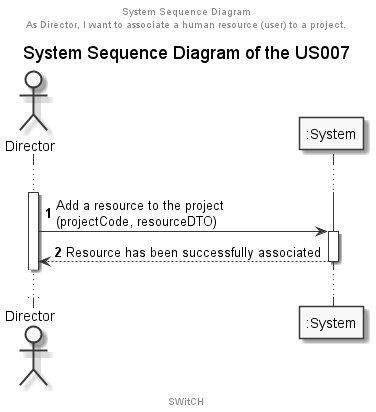 System Sequence Diagram
As Director, I want to associate a human resource (user) to a project.
System Sequence Diagram of the US007
Director
:System
1 Add a resource to the project
(projectCode, resourceDTO)
2 Resource has been successfully associated
Director
:System
SWitCH